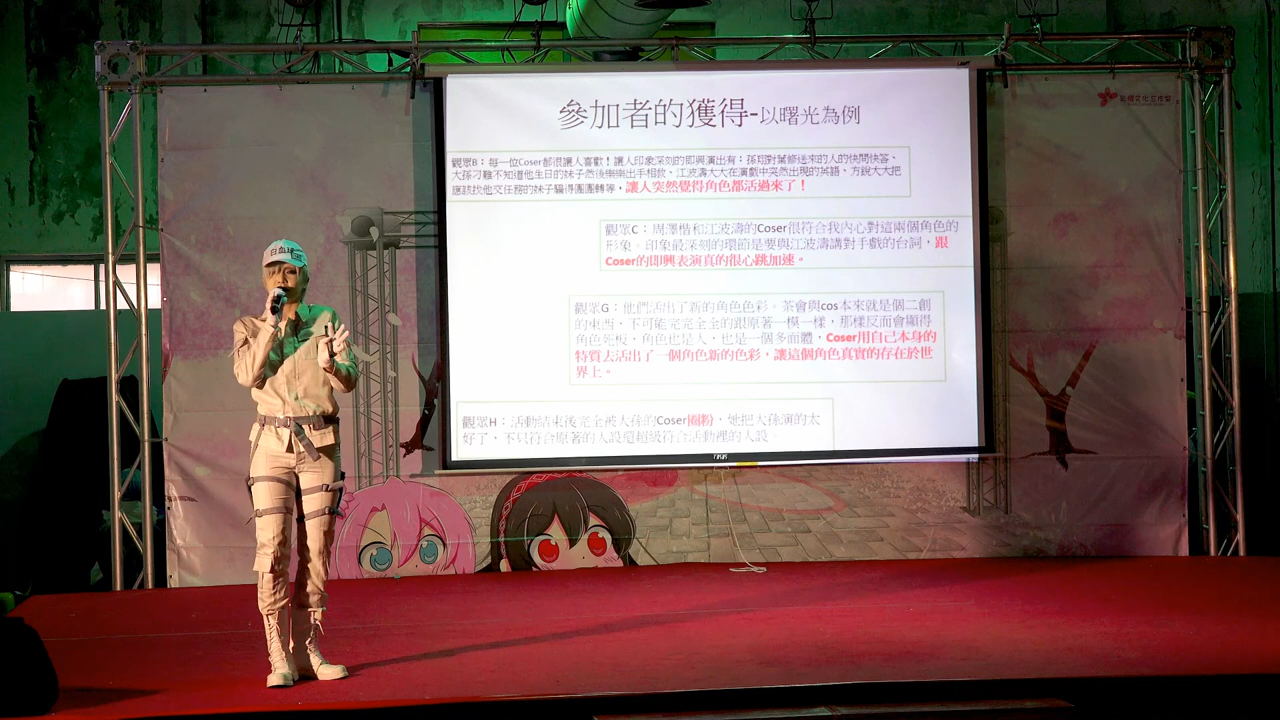 參加者的獲得-以曙光為例
觀眾B：每一位Coser都很讓人喜歡！讓人印象深刻的即興演出有：孫翔對葉修送來的人的快問快答、
大孫刁難不知道他生日的妹子然後樂樂出手相救、江波濤大大在演戲中突然出現的英語、方銳大大把
應該找他交任務的妹子騙得團團轉等，讓人突然覺得角色都活過來了！
觀眾C：周澤楷和江波濤的Coser很符合我內心對這兩個角色的
形象。印象最深刻的環節是要與江波濤講對手戲的台詞，跟
Coser的即興表演真的很心跳加速。
觀眾G：他們活出了新的角色色彩。茶會與cos本來就是個二創
的東西，不可能完完全全的跟原著一模一樣，那樣反而會顯得
角色死板，角色也是人，也是一個多面體，Coser用自己本身的
特質去活出了一個角色新的色彩，讓這個角色真實的存在於世
界上。
觀眾H：活動結束後完全被大孫的Coser圈粉，她把大孫演的太
好了，不只符合原著的人設還超級符合活動裡的人設。
白血球